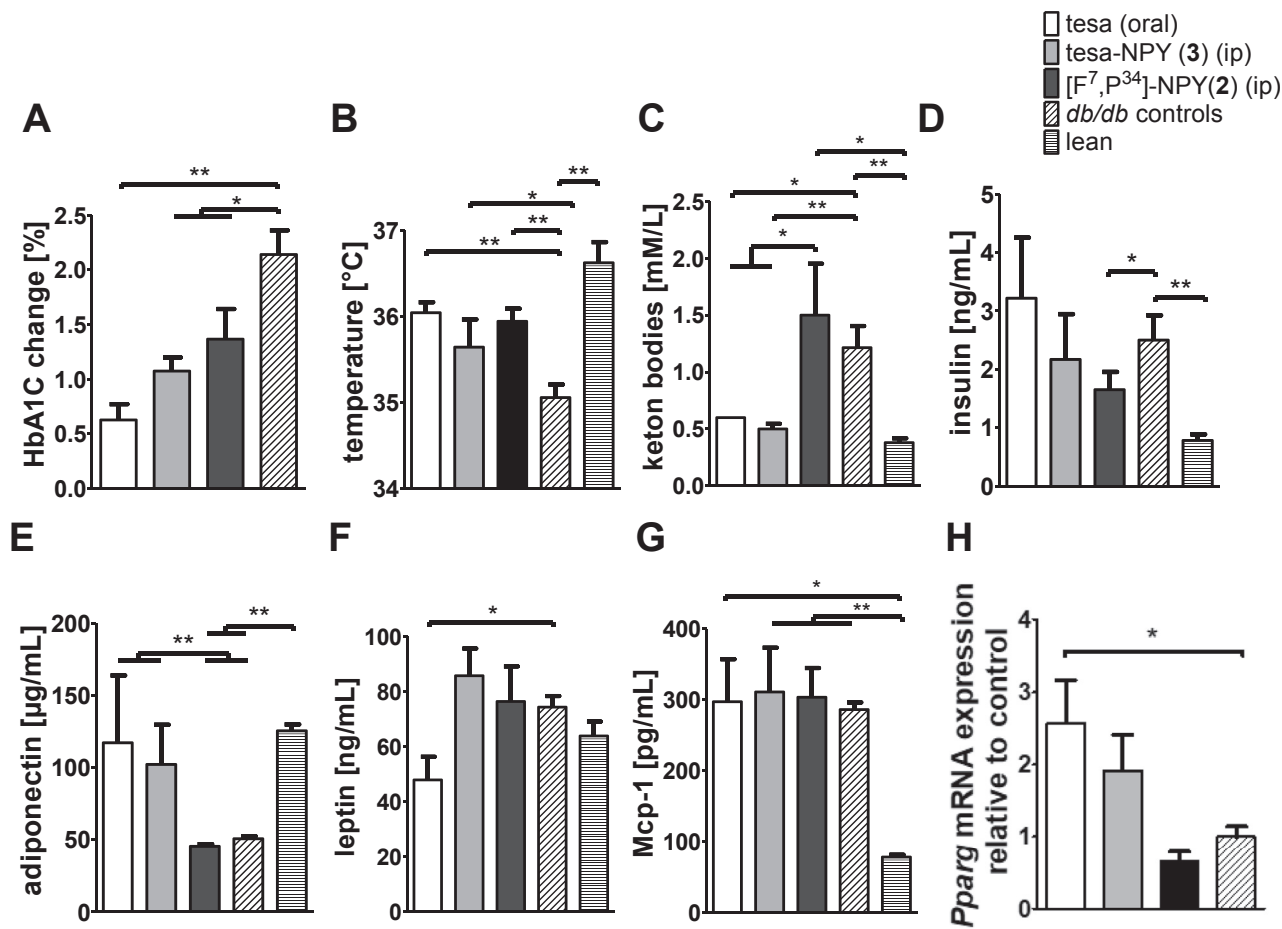 tesa (oral)
tesa-NPY (3) (ip)
[F7,P34]-NPY(2) (ip)
db/db controls
lean
A
**
*
2.5
2.0
1.5
1.0
0.5
0.0
HbA1C change [%]
B
**
*
**
**
37
36
35
34
temperature [°C]
C
*
**
*
**
*
2.5
2.0
1.5
1.0
0.5
0.0
keton bodies [mM/L]
D
*
**
5
4
3
2
1
0
insulin [ng/mL]
E
**
**
200
150
100
50
0
adiponectin [µg/mL]
F
*
100
80
60
40
20
0
leptin [ng/mL]
G
*
**
400
300
200
100
0
Mcp-1 [pg/mL]
H
*
4
3
2
1
0
Pparg mRNA expression
relative to control